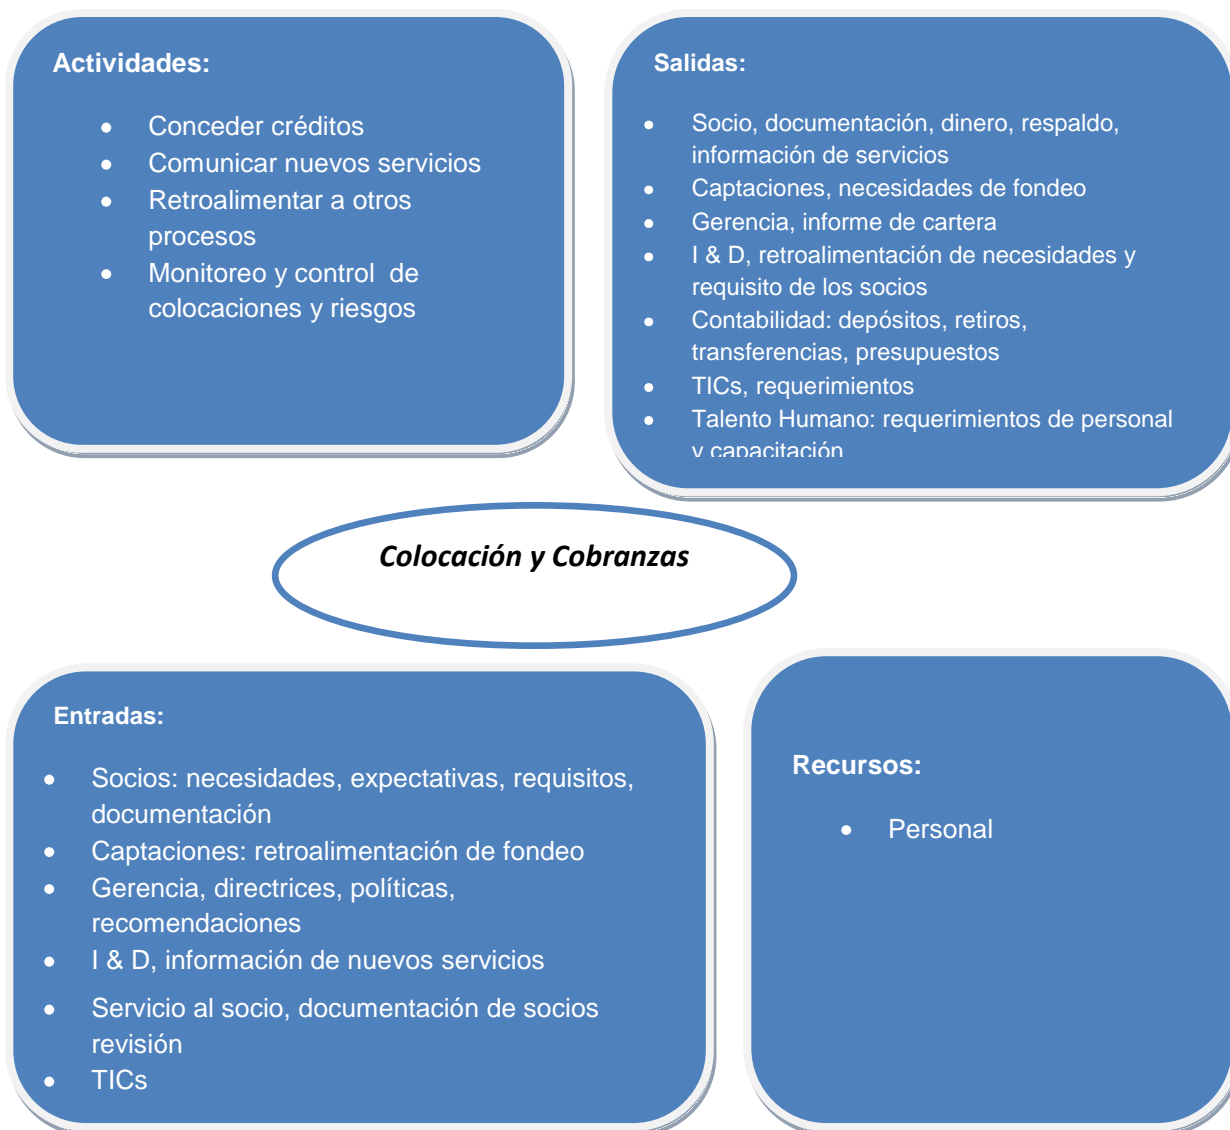 Actividades:
• Conceder créditos
• Comunicar nuevos servicios
• Retroalimentar a otros
procesos
• Monitoreo y control  de
colocaciones y riesgos
Salidas:
• Socio, documentación, dinero, respaldo,
información de servicios
• Captaciones, necesidades de fondeo
• Gerencia, informe de cartera
• I & D, retroalimentación de necesidades y
requisito de los socios
• Contabilidad: depósitos, retiros,
transferencias, presupuestos
• TICs, requerimientos
• Talento Humano: requerimientos de personal
y capacitación
Colocación y Cobranzas
Entradas:
• Socios: necesidades, expectativas, requisitos,
documentación
• Captaciones: retroalimentación de fondeo
• Gerencia, directrices, políticas,
recomendaciones
• I & D, información de nuevos servicios
• Servicio al socio, documentación de socios
revisión
• TICs
Recursos:
• Personal